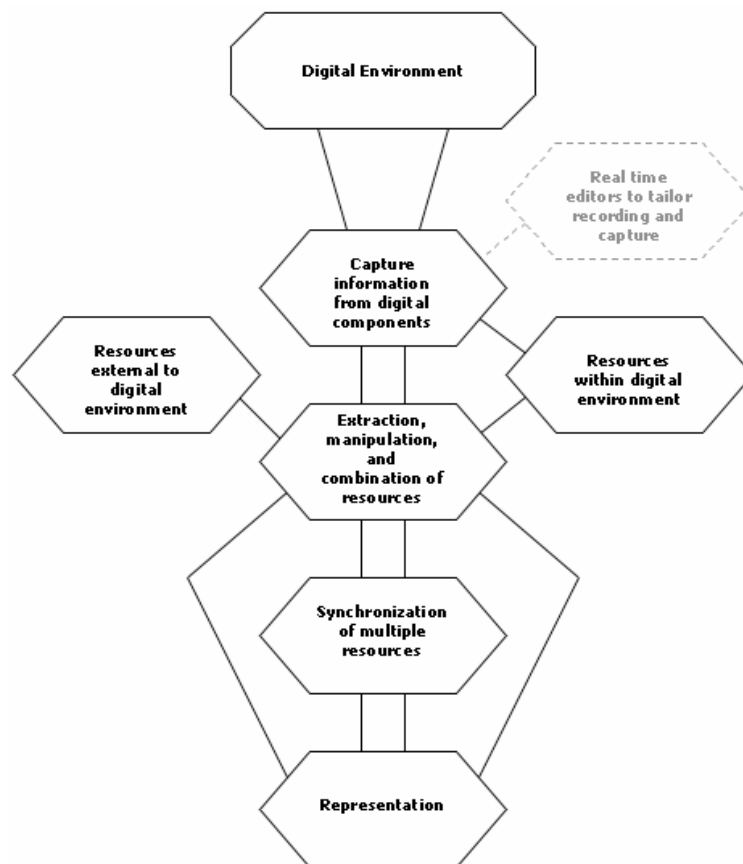 Digital Environment
Real time
editors to tailor
recording and
capture
Capture
information
from digital
components
Resources
external to
digital
environment
Resources
within digital
environment
Extraction,
manipulation,
and
combination of
resources
Synchronization
of multiple
resources
Representation